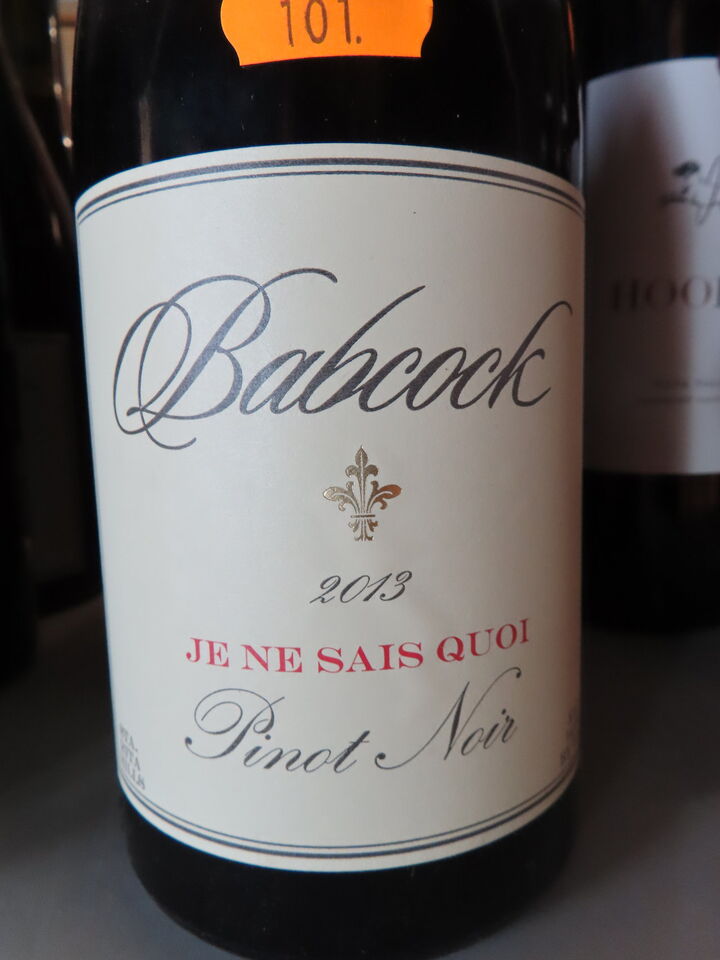 101.
Babcock
2013
JE NE SAIS QUOI
Pinot Noir